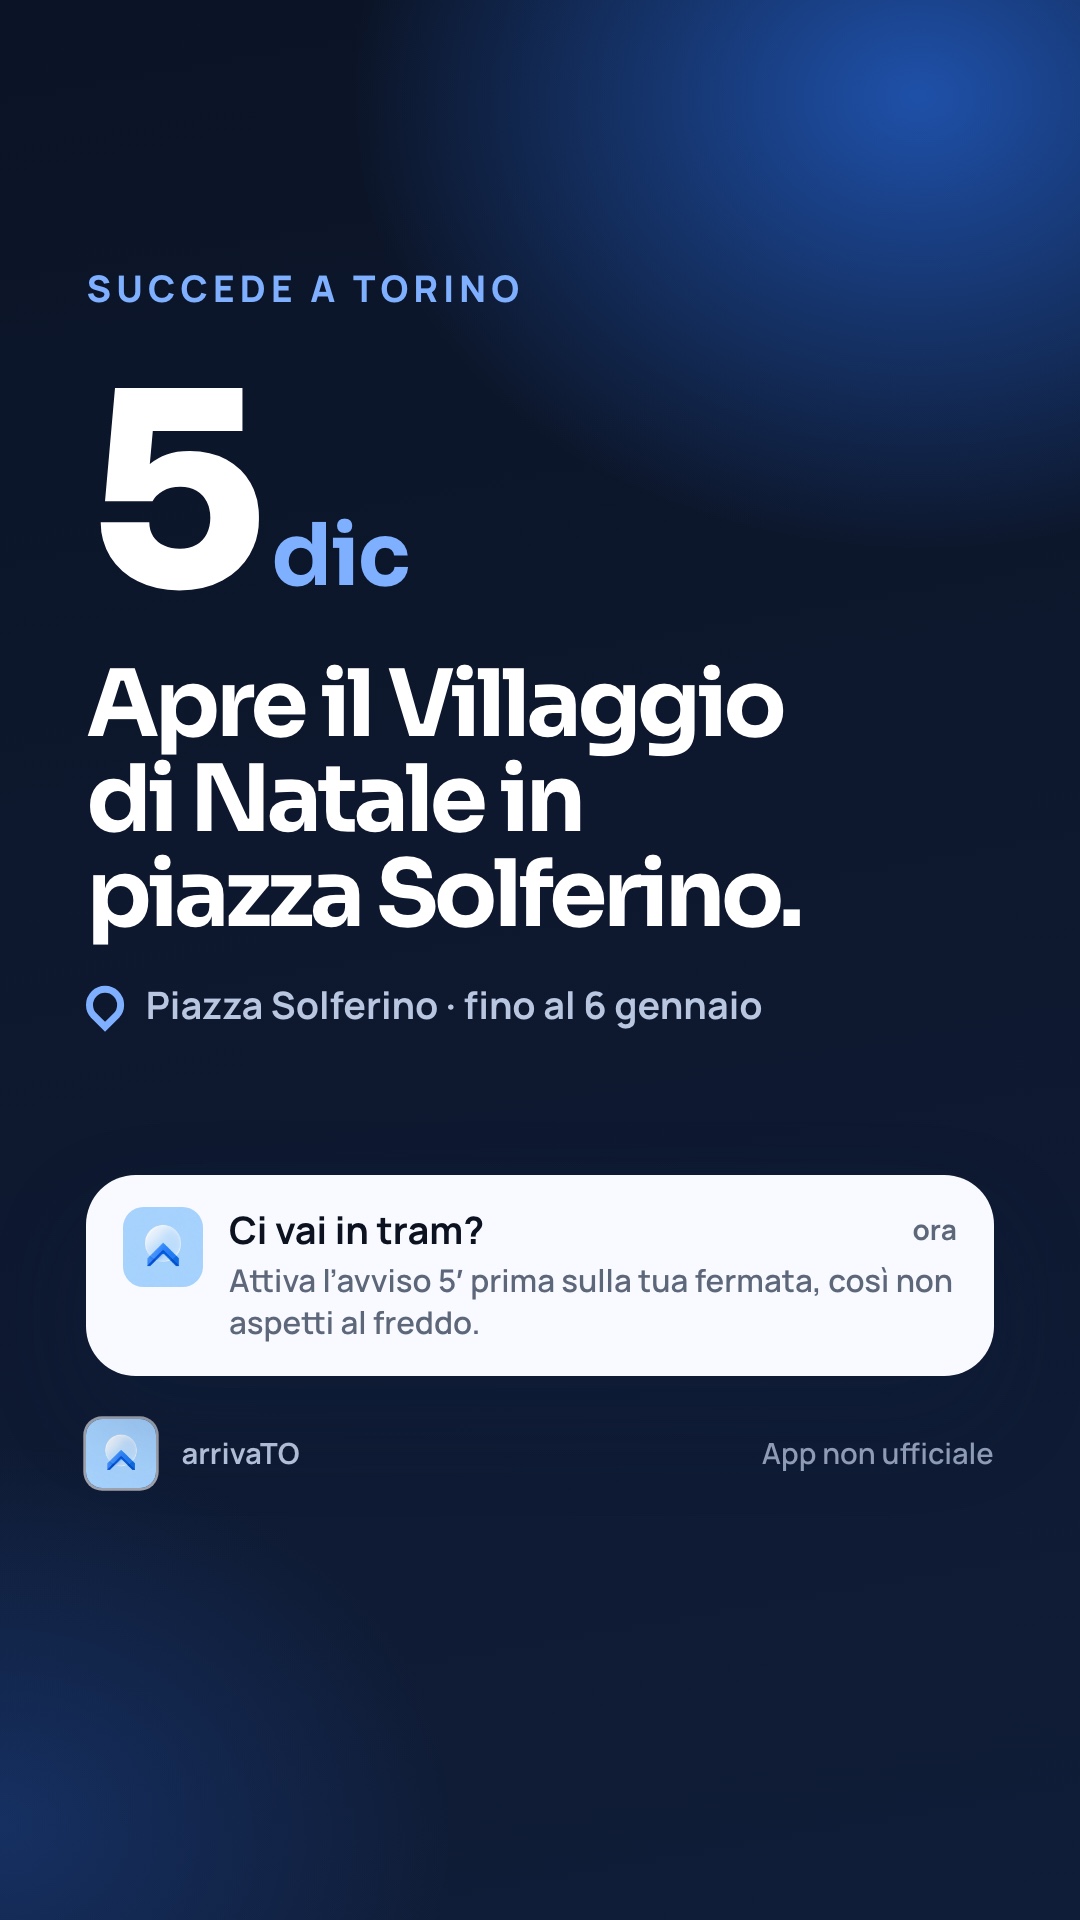 SUCCEDE A TORINO
5 dic
Apre il Villaggio
di Natale in
piazza Solferino.
Piazza Solferino · fino al 6 gennaio
Ci vai in tram? ora
Attiva l’avviso 5′ prima sulla tua fermata, così non
aspetti al freddo.
arrivaTO App non ufficiale